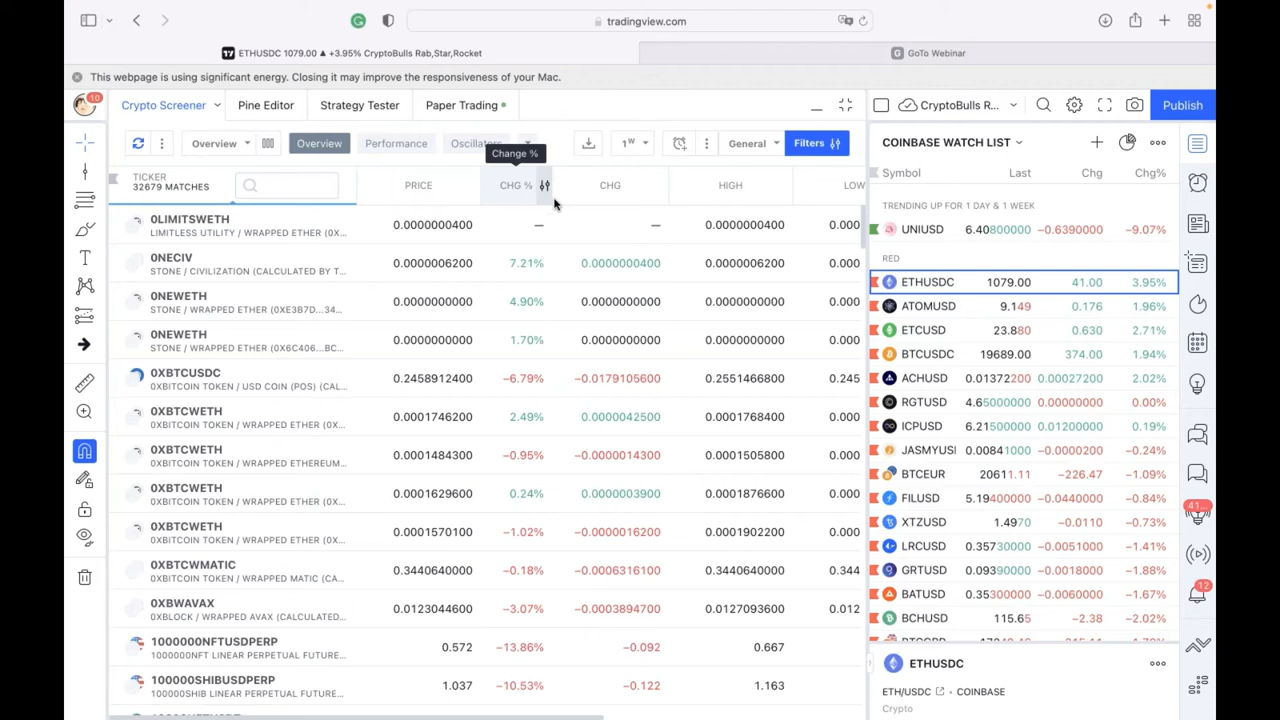 tradingview.com
ETHUSDC 1079.00 ▲ +3.95% CryptoBulls Rab,Star,Rocket
GoTo Webinar
This webpage is using significant energy. Closing it may improve the responsiveness of your Mac.
10
Crypto Screener
Pine Editor
Strategy Tester
Paper Trading
CryptoBulls R...
Publish
Overview
Overview
Performance
1W
General
Filters
Change %
COINBASE WATCH LIST
TICKER
32679 MATCHES
PRICE
CHG %
CHG
HIGH
LOW
Symbol Last Chg Chg%
TRENDING UP FOR 1 DAY & 1 WEEK
UNIUSD 6.40800000 −0.6390000 −9.07%
RED
ETHUSDC 1079.00 41.00 3.95%
ATOMUSD 9.149 0.176 1.96%
ETCUSD 23.880 0.630 2.71%
BTCUSDC 19689.00 374.00 1.94%
ACHUSD 0.01372200 0.00027200 2.02%
RGTUSD 4.65000000 0.00000000 0.00%
ICPUSD 6.21500000 0.01200000 0.19%
JASMYUSI 0.00841000 −0.0000200 −0.24%
BTCEUR 20611.11 −226.47 −1.09%
FILUSD 5.19400000 −0.0440000 −0.84%
XTZUSD 1.4970 −0.0110 −0.73%
LRCUSD 0.35730000 −0.0051000 −1.41%
GRTUSD 0.09390000 −0.0018000 −1.88%
BATUSD 0.35300000 −0.0060000 −1.67%
BCHUSD 115.65 −2.38 −2.02%
0LIMITSWETH 0.0000000400 — — 0.0000000400 0.000
LIMITLESS UTILITY / WRAPPED ETHER (0X...
0NECIV 0.0000006200 7.21% 0.0000000400 0.0000006200 0.000
STONE / CIVILIZATION (CALCULATED BY T...
0NEWETH 0.0000000000 4.90% 0.0000000000 0.0000000000 0.000
STONE / WRAPPED ETHER (0XE3B7D...34...
0NEWETH 0.0000000000 1.70% 0.0000000000 0.0000000000 0.000
STONE / WRAPPED ETHER (0X6C406...BC...
0XBTCUSDC 0.2458912400 −6.79% −0.0179105600 0.2551466800 0.245
0XBITCOIN TOKEN / USD COIN (POS) (CAL...
0XBTCWETH 0.0001746200 2.49% 0.0000042500 0.0001768400 0.000
0XBITCOIN TOKEN / WRAPPED ETHER (0X...
0XBTCWETH 0.0001484300 −0.95% −0.0000014300 0.0001505800 0.000
0XBITCOIN TOKEN / WRAPPED ETHEREUM...
0XBTCWETH 0.0001629600 0.24% 0.0000003900 0.0001876600 0.000
0XBITCOIN TOKEN / WRAPPED ETHER (0X...
0XBTCWETH 0.0001570100 −1.02% −0.0000016200 0.0001902200 0.000
0XBITCOIN TOKEN / WRAPPED ETHER (0X...
0XBTCWMATIC 0.3440640000 −0.18% −0.0006316100 0.3440640000 0.344
0XBITCOIN TOKEN / WRAPPED MATIC (CA...
0XBWAVAX 0.0123044600 −3.07% −0.0003894700 0.0127093600 0.012
0XBLOCK / WRAPPED AVAX (CALCULATED...
1000000NFTUSDPERP 0.572 −13.86% −0.092 0.667
1000000NFT LINEAR PERPETUAL FUTURE...
1000000SHIBUSDPERP 1.037 −10.53% −0.122 1.163
1000000SHIB LINEAR PERPETUAL FUTURE...
41...
12
ETHUSDC
ETH/USDC COINBASE
Crypto